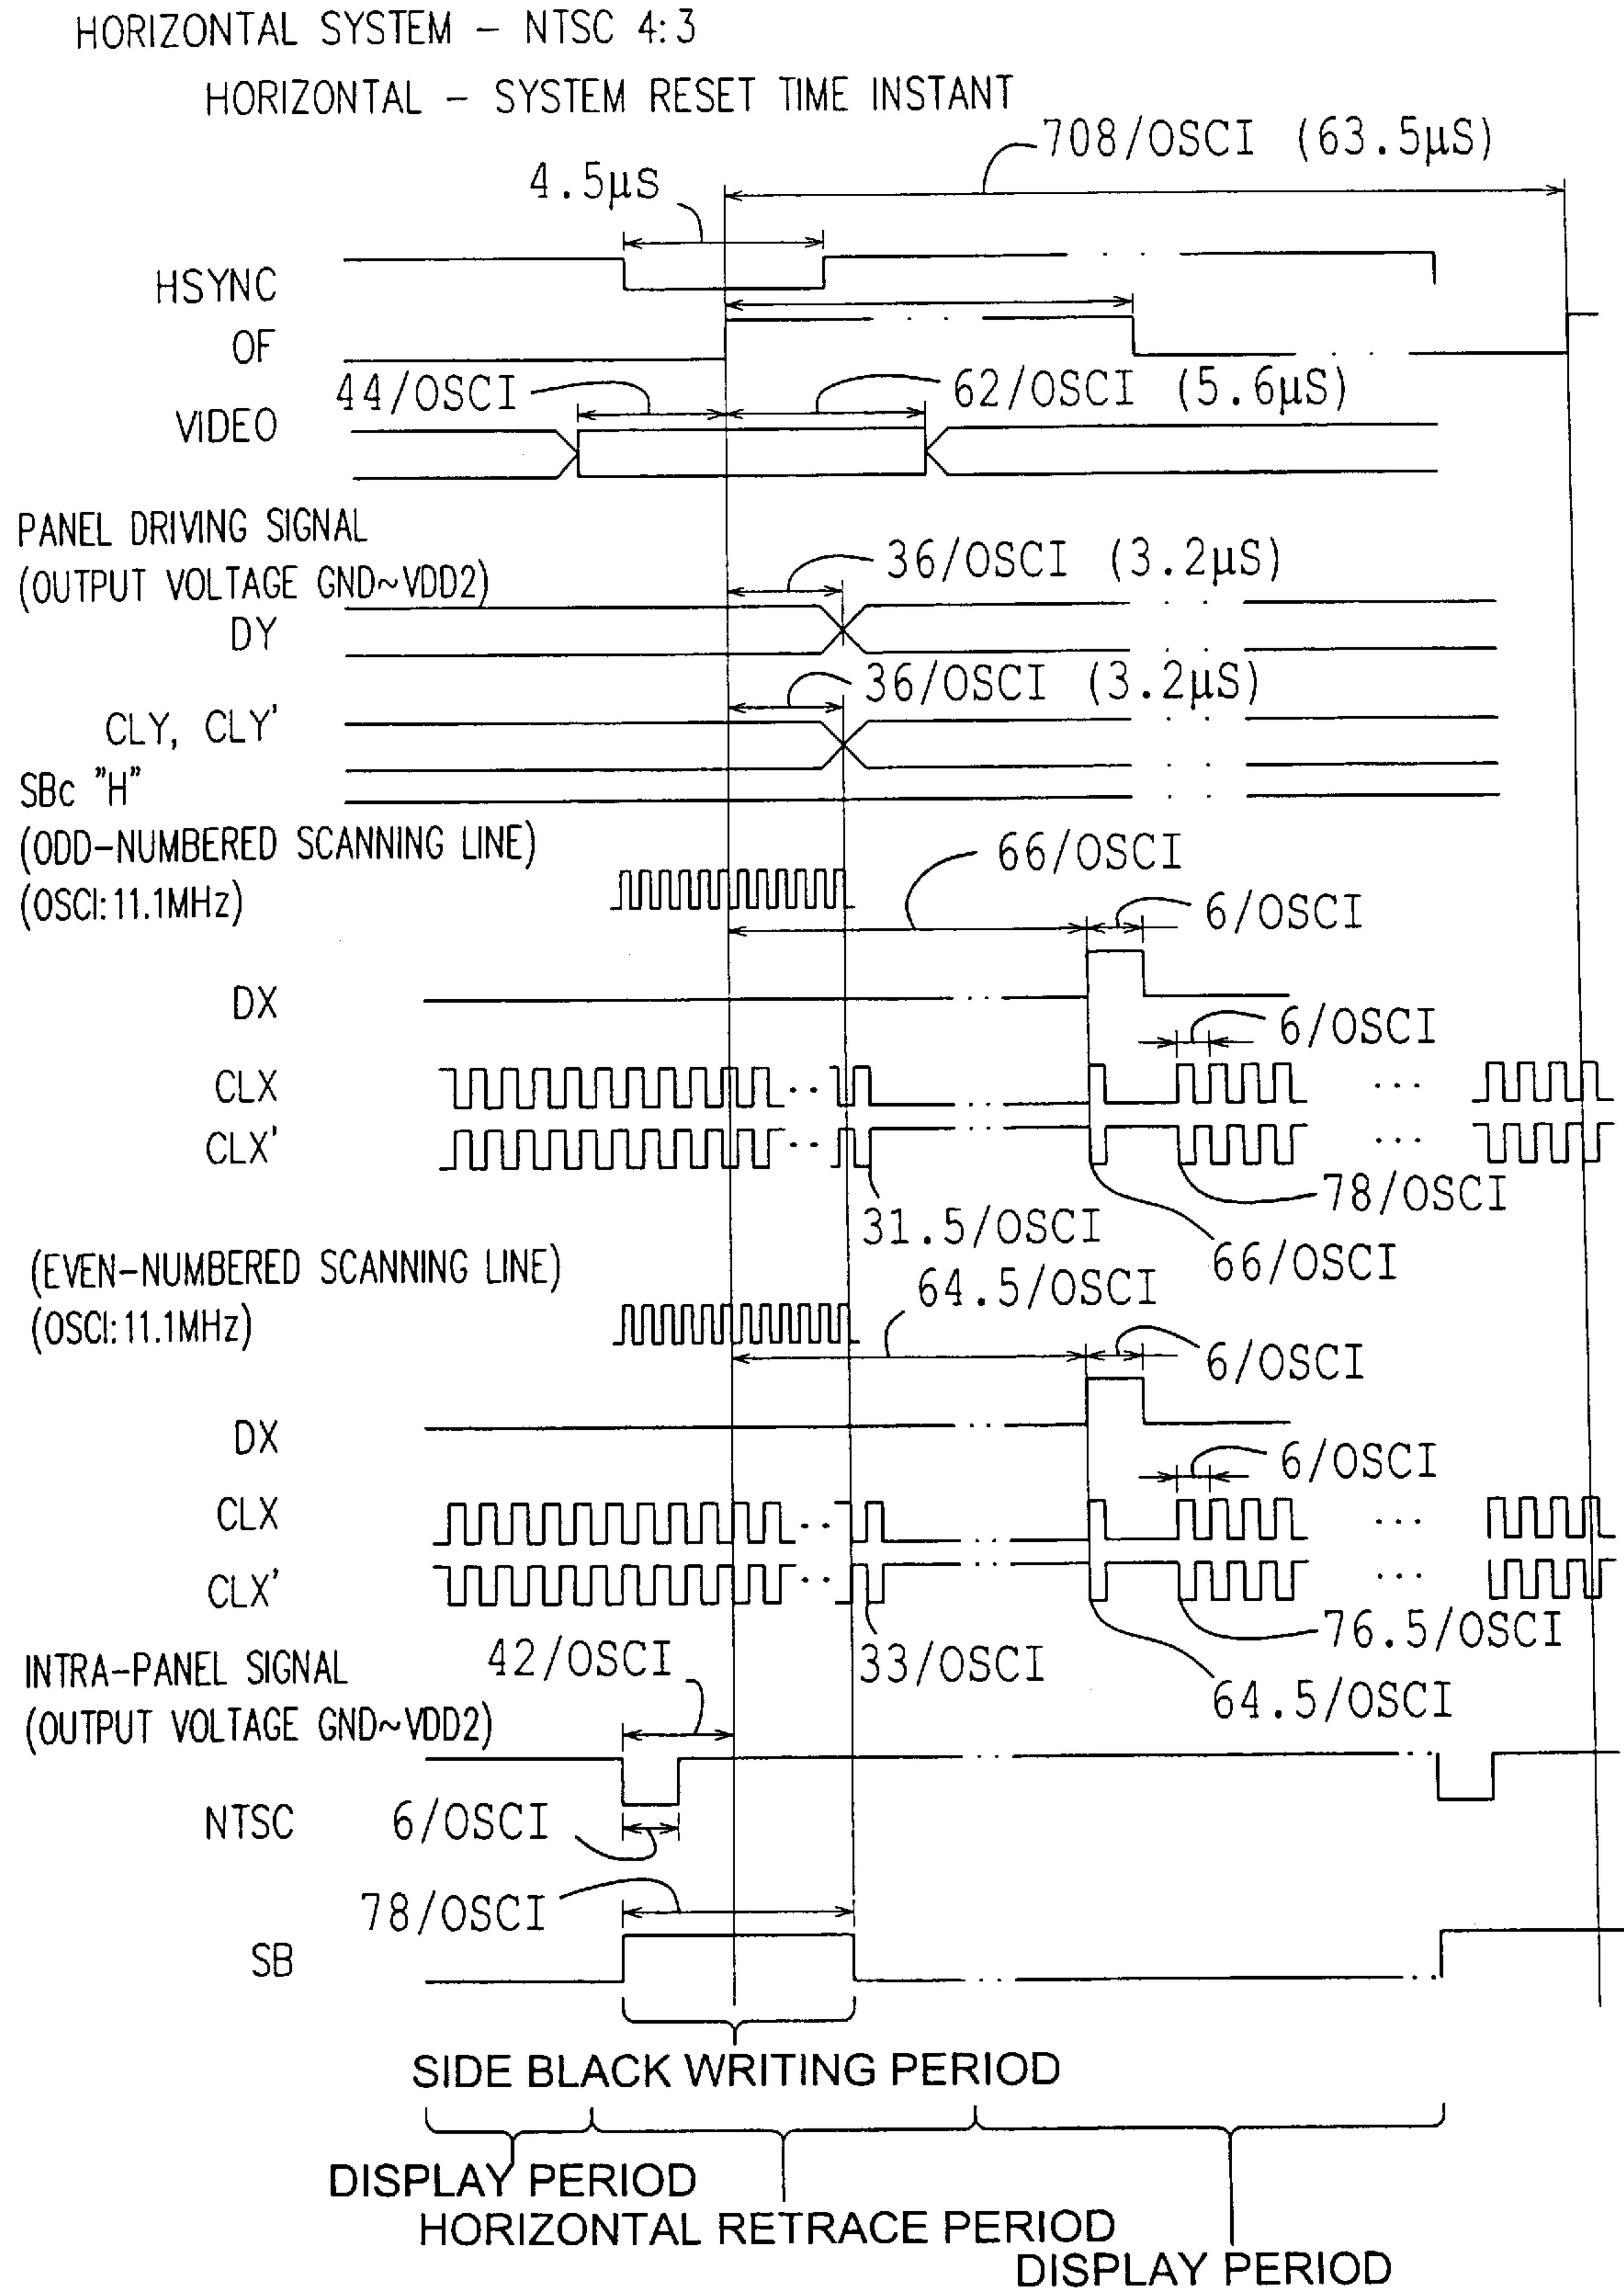 HORIZONTAL SYSTEM - NTSC 4:3
HORIZONTAL - SYSTEM RESET TIME INSTANT
708/OSCI (63.5µS)
4.5µS
HSYNC
OF
44/OSCI
62/OSCI (5.6µS)
VIDEO
PANEL DRIVING SIGNAL
(OUTPUT VOLTAGE GND~VDD2)
36/OSCI (3.2µS)
DY
36/OSCI (3.2µS)
CLY, CLY'
SBc "H"
(ODD-NUMBERED SCANNING LINE)
(OSCI:11.1MHz)
66/OSCI
6/OSCI
DX
6/OSCI
CLX
CLX'
78/OSCI
31.5/OSCI
66/OSCI
(EVEN-NUMBERED SCANNING LINE)
(OSCI:11.1MHz)
64.5/OSCI
6/OSCI
DX
6/OSCI
CLX
CLX'
76.5/OSCI
33/OSCI
64.5/OSCI
INTRA-PANEL SIGNAL
(OUTPUT VOLTAGE GND~VDD2)
42/OSCI
NTSC
6/OSCI
78/OSCI
SB
SIDE BLACK WRITING PERIOD
DISPLAY PERIOD
HORIZONTAL RETRACE PERIOD
DISPLAY PERIOD